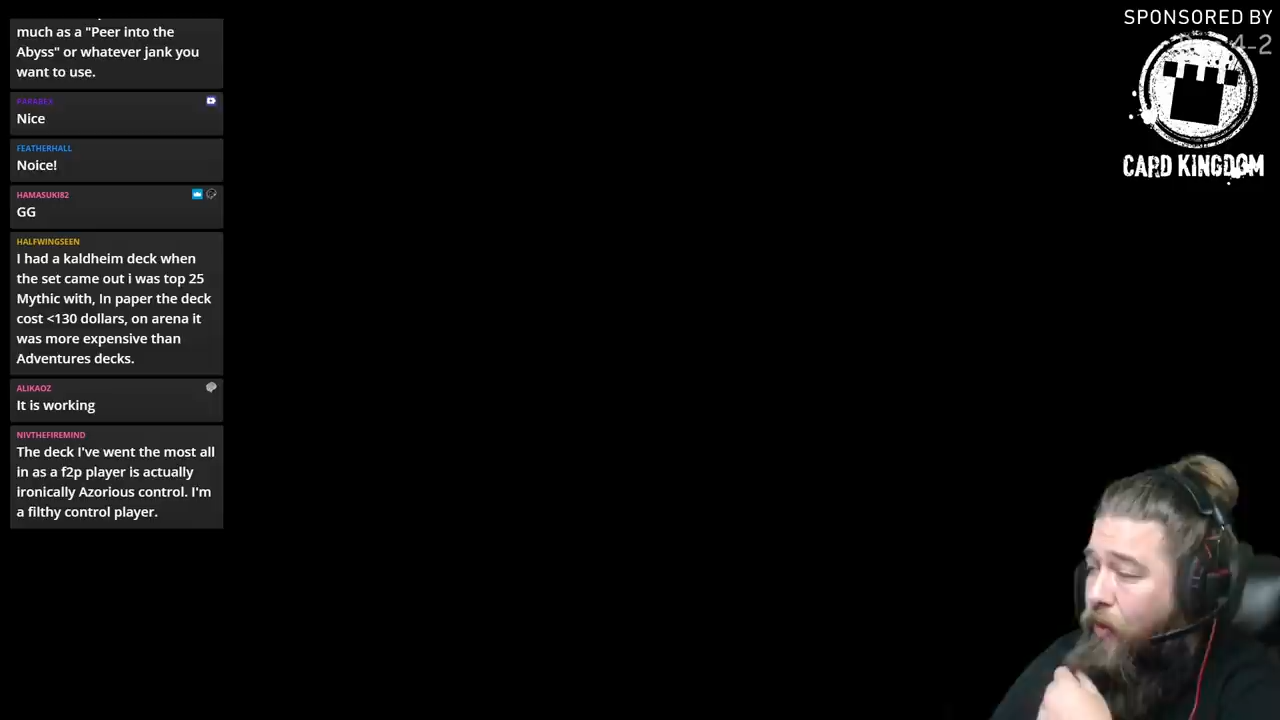 much as a "Peer into the
Abyss" or whatever jank you
want to use.
PARABEX
Nice
FEATHERHALL
Noice!
HAMASUKI82
GG
HALFWINGSEEN
I had a kaldheim deck when
the set came out i was top 25
Mythic with, In paper the deck
cost <130 dollars, on arena it
was more expensive than
Adventures decks.
ALIKAOZ
It is working
NIVTHEFIREMIND
The deck I've went the most all
in as a f2p player is actually
ironically Azorious control. I'm
a filthy control player.
SPONSORED BY
4-2
CARD KINGDOM